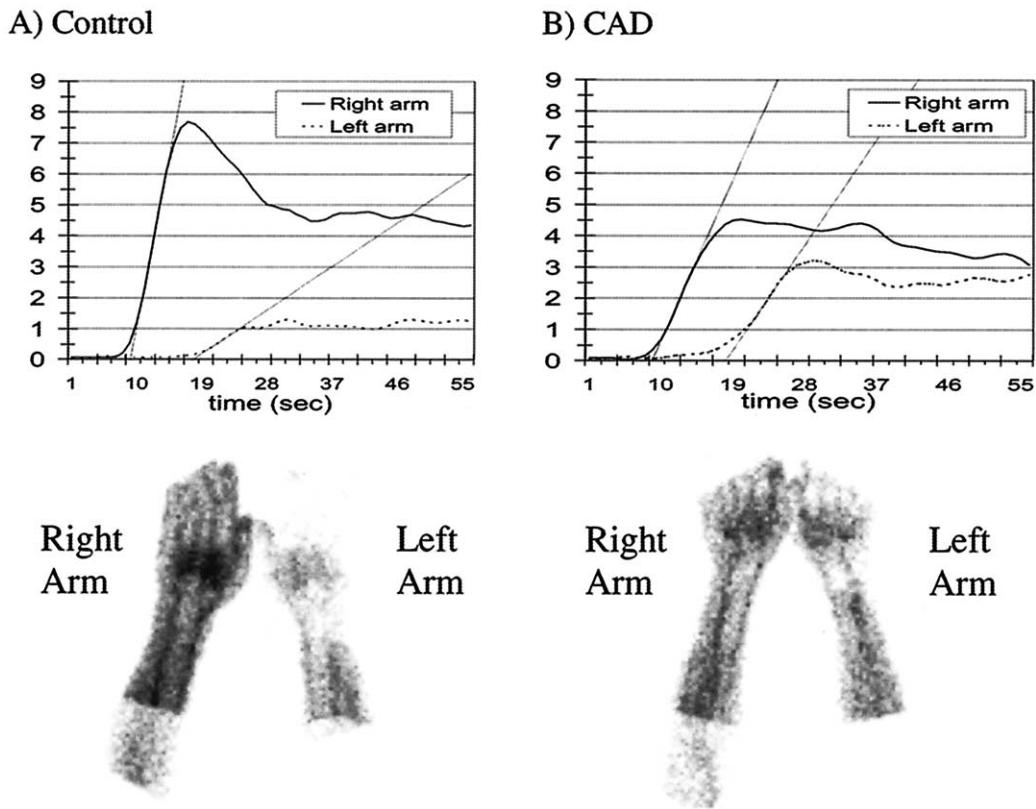 A) Control
9
8
7
6
5
4
3
2
1
0
Right arm
Left arm
1 10 19 28 37 46 55
time (sec)
Right
Arm
Left
Arm
B) CAD
9
8
7
6
5
4
3
2
1
0
Right arm
Left arm
1 10 19 28 37 46 55
time (sec)
Right
Arm
Left
Arm